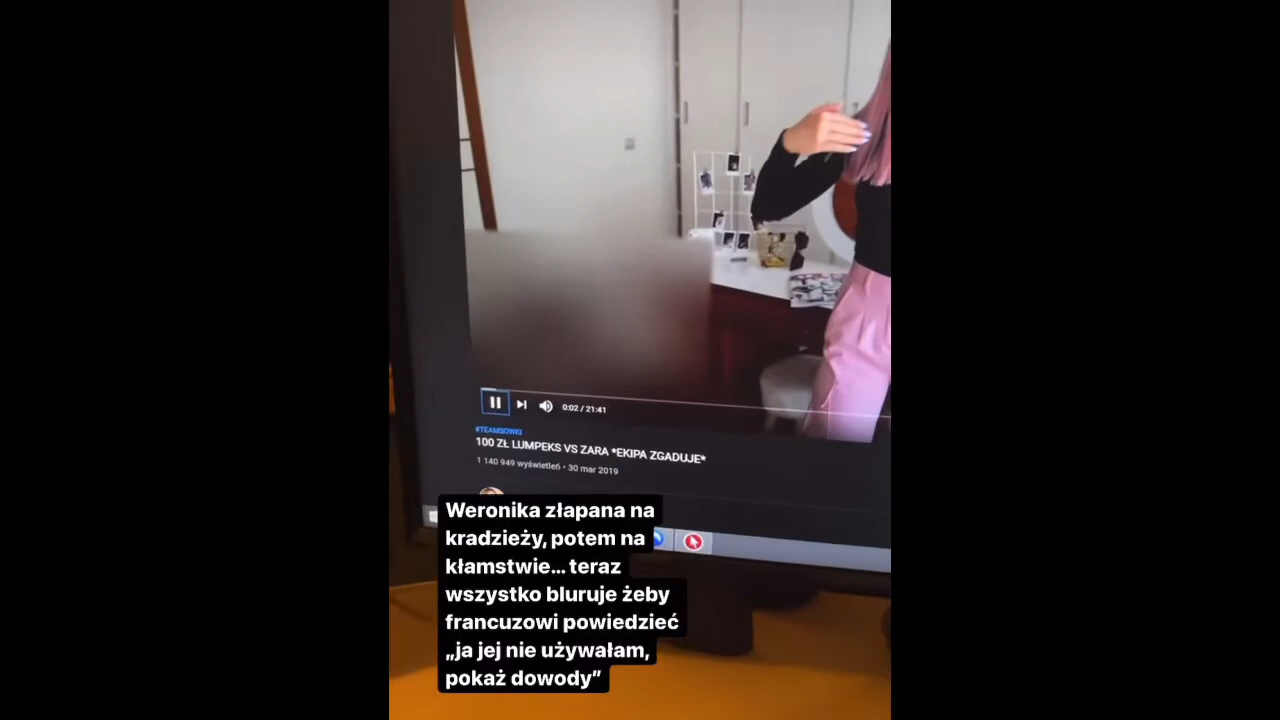 0:02 / 21:41
#TEAMSOWKI
100 ZŁ LUMPEKS VS ZARA *EKIPA ZGADUJE*
1 140 949 wyświetleń • 30 mar 2019
Weronika złapana na
kradzieży, potem na
kłamstwie... teraz
wszystko bluruje żeby
francuzowi powiedzieć
„ja jej nie używałam,
pokaż dowody”